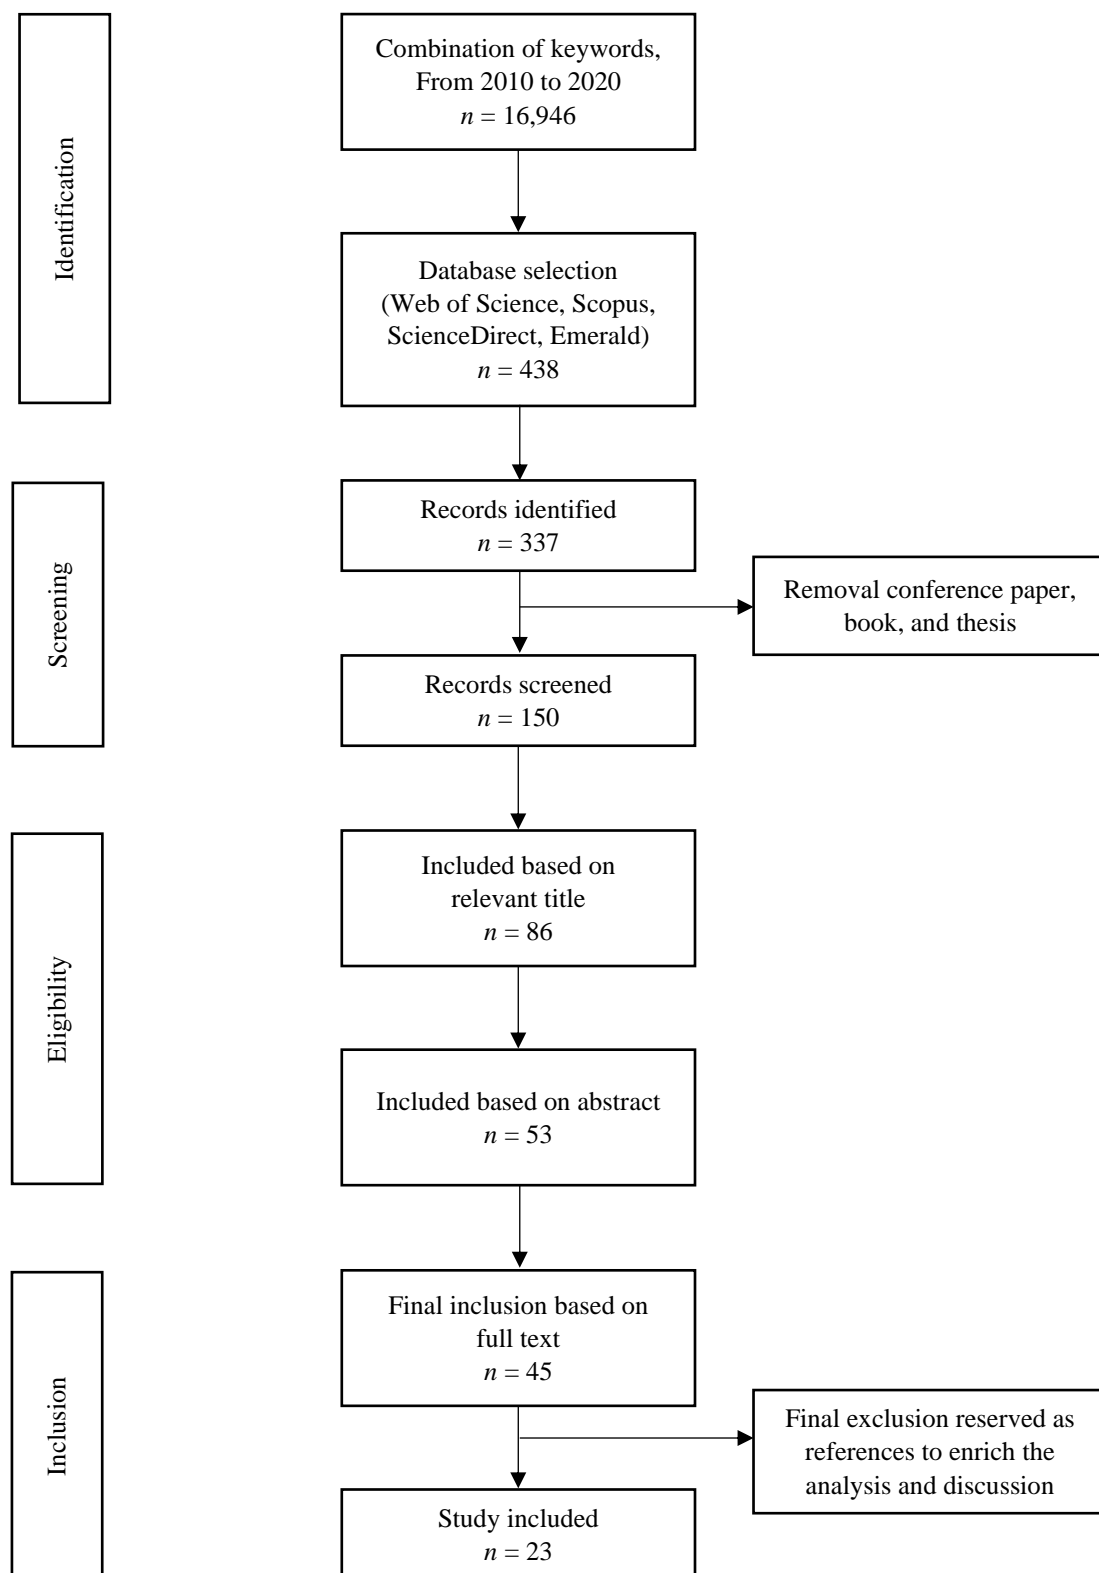 Identification
Combination of keywords,
From 2010 to 2020
n = 16,946
Database selection
(Web of Science, Scopus,
ScienceDirect, Emerald)
n = 438
Screening
Records identified
n = 337
Removal conference paper,
book, and thesis
Records screened
n = 150
Eligibility
Included based on
relevant title
n = 86
Included based on abstract
n = 53
Inclusion
Final inclusion based on
full text
n = 45
Final exclusion reserved as
references to enrich the
analysis and discussion
Study included
n = 23